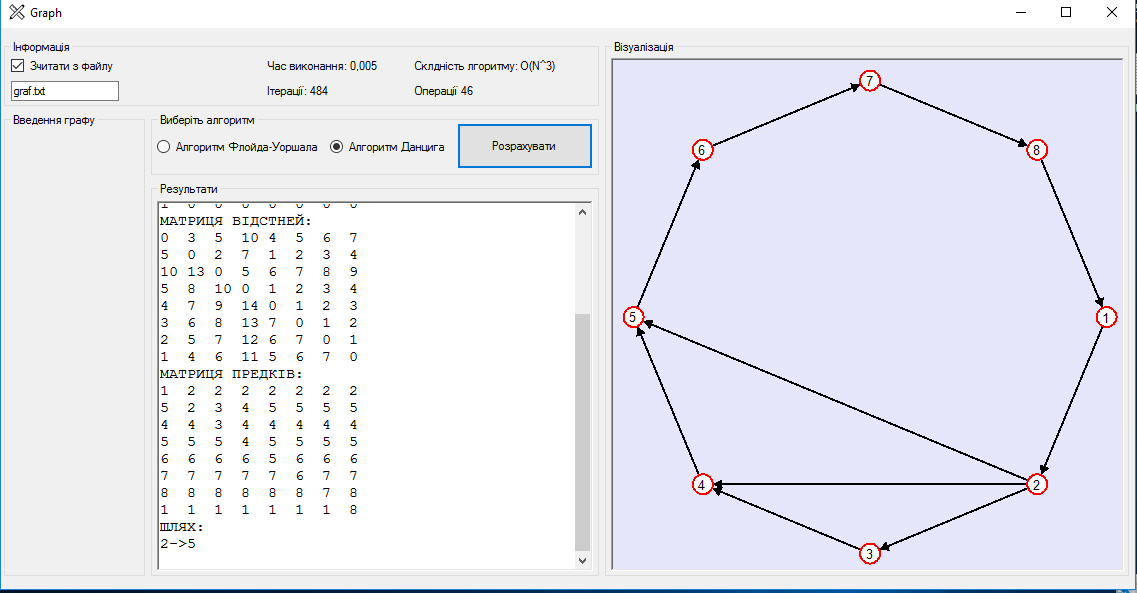 Graph
Інформація
Зчитати з файлу
graf.txt
Час виконання: 0,005
Склдність лгоритму: O(N^3)
Ітерації: 484
Операції 46
Введення графу
Виберіть алгоритм
Алгоритм Флойда-Уоршала
Алгоритм Данцига
Розрахувати
Результати
МАТРИЦЯ ВІДСТНЕЙ:
0 3 5 10 4 5 6 7
5 0 2 7 1 2 3 4
10 13 0 5 6 7 8 9
5 8 10 0 1 2 3 4
4 7 9 14 0 1 2 3
3 6 8 13 7 0 1 2
2 5 7 12 6 7 0 1
1 4 6 11 5 6 7 0
МАТРИЦЯ ПРЕДКІВ:
1 2 2 2 2 2 2 2
5 2 3 4 5 5 5 5
4 4 3 4 4 4 4 4
5 5 5 4 5 5 5 5
6 6 6 6 5 6 6 6
7 7 7 7 7 6 7 7
8 8 8 8 8 8 7 8
1 1 1 1 1 1 1 8
ШЛЯХ:
2->5
Візуалізація
7
6
8
5
1
4
2
3